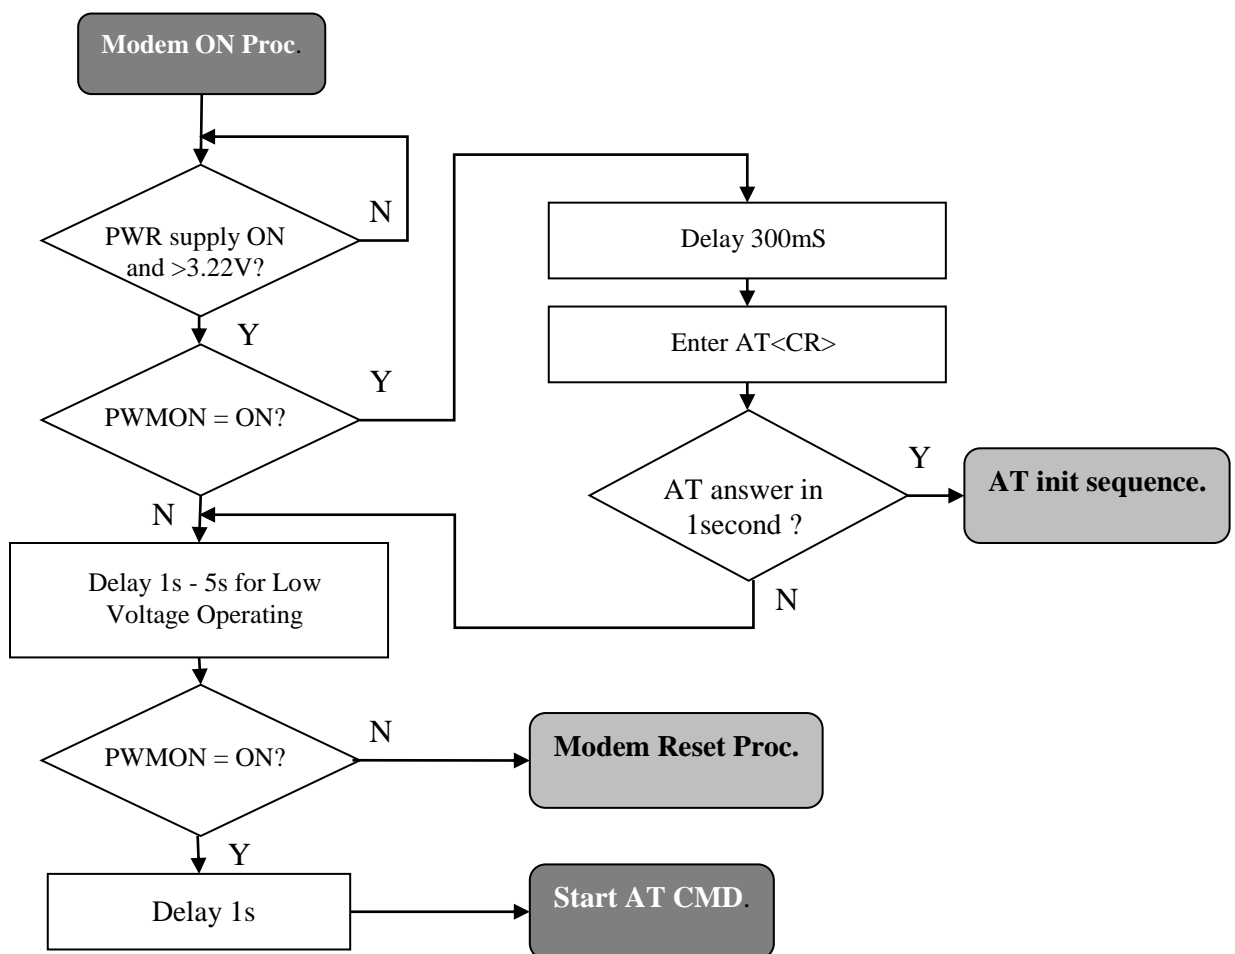 Modem ON Proc.
N
PWR supply ON
and >3.22V?
Y
PWMON = ON?
Y
N
Delay 300mS
Enter AT<CR>
AT answer in
1second ?
Y
AT init sequence.
N
Delay 1s - 5s for Low
Voltage Operating
PWMON = ON?
N
Modem Reset Proc.
Y
Delay 1s
Start AT CMD.